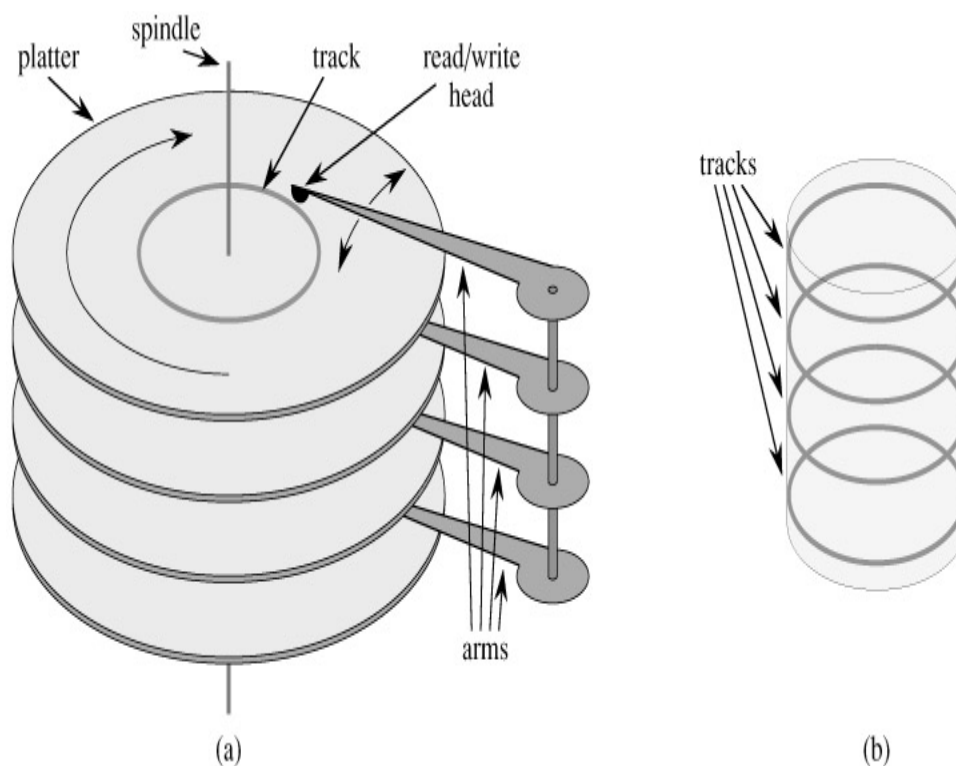 spindle
platter
track
read/write
head
tracks
arms
(a)
(b)